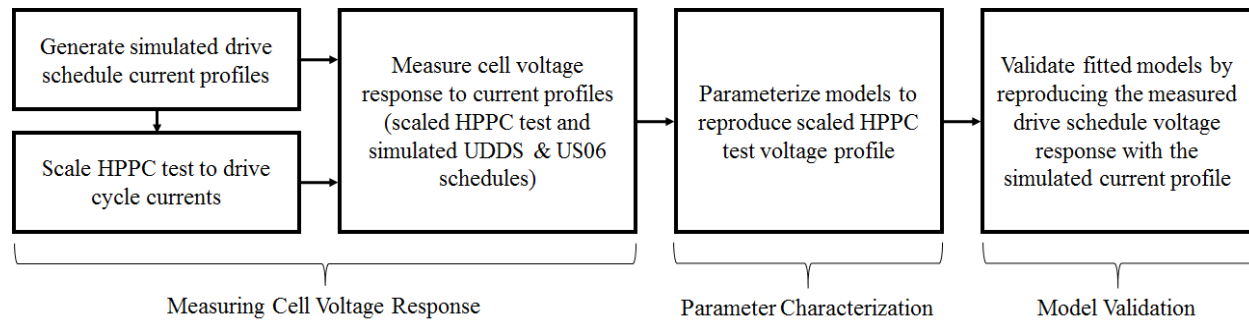 Generate simulated drive
schedule current profiles
Scale HPPC test to drive
cycle currents
Measure cell voltage
response to current profiles
(scaled HPPC test and
simulated UDDS & US06
schedules)
Parameterize models to
reproduce scaled HPPC
test voltage profile
Validate fitted models by
reproducing the measured
drive schedule voltage
response with the
simulated current profile
Measuring Cell Voltage Response
Parameter Characterization
Model Validation